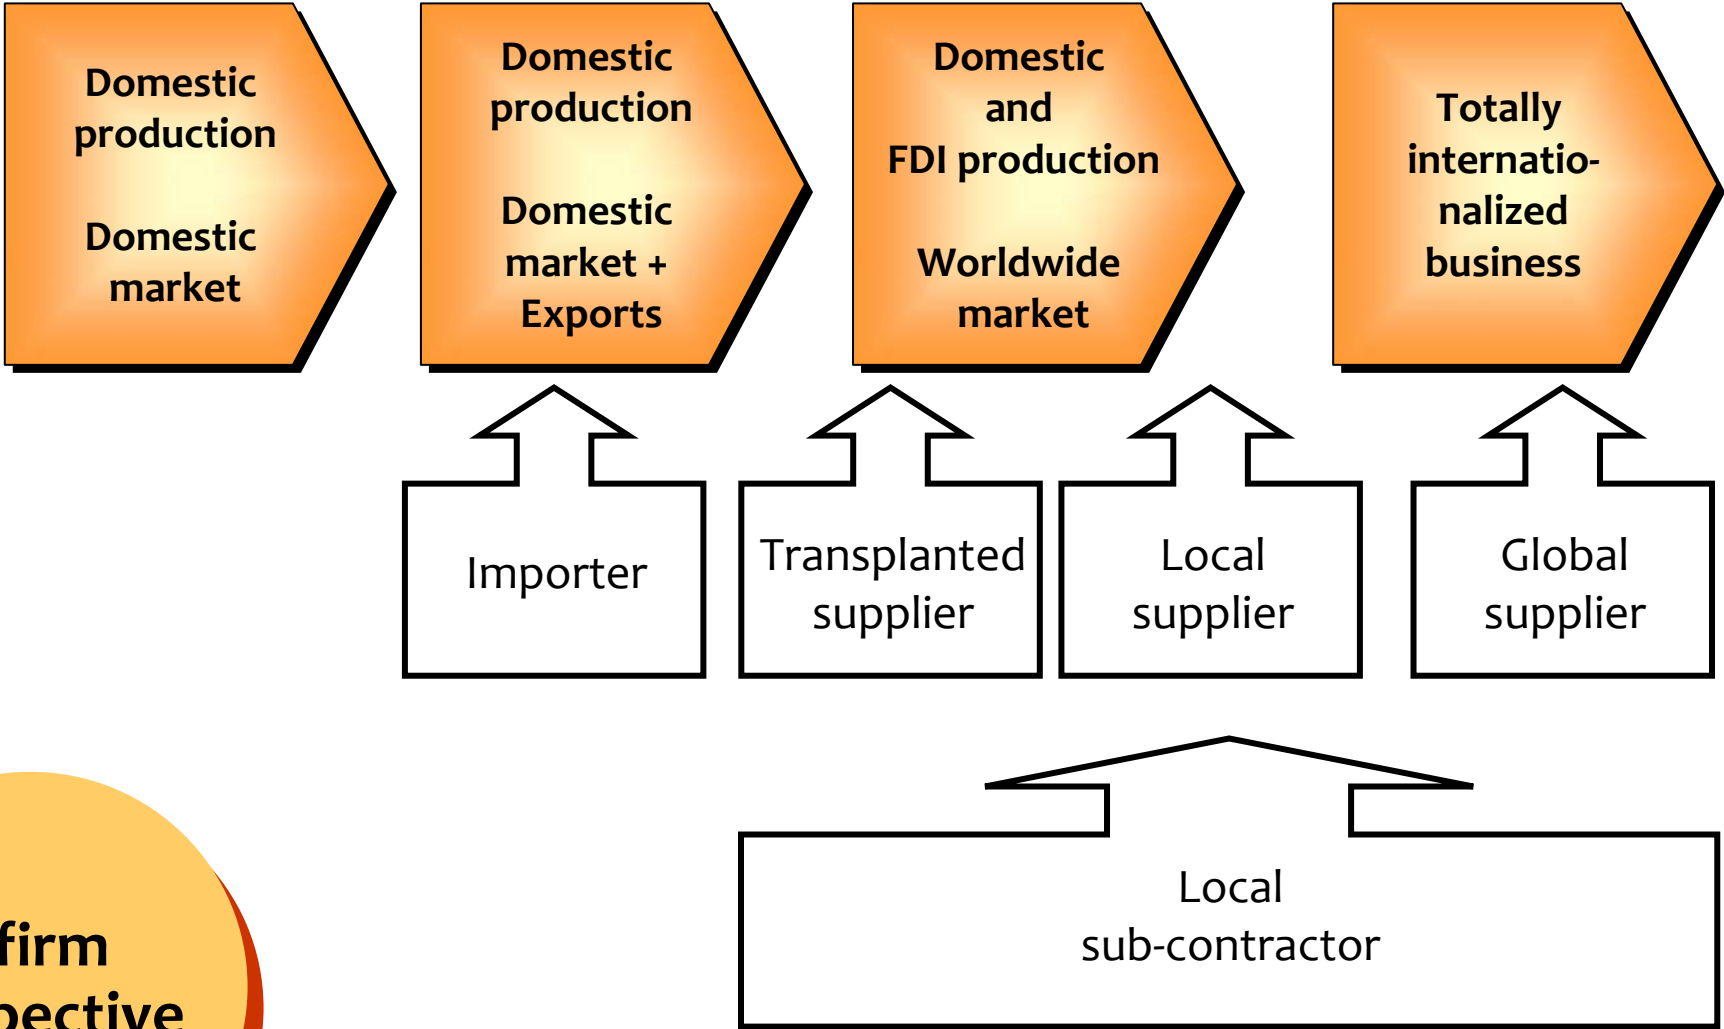 Domestic
production
Domestic
market
Domestic
production
Domestic
market +
Exports
Domestic
and
FDI production
Worldwide
market
Totally
internatio-
nalized
business
Importer
Transplanted
supplier
Local
supplier
Global
supplier
Local
sub-contractor
firm